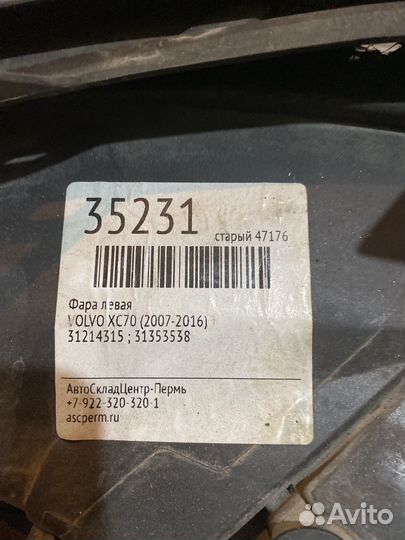 35231
старый 47176
Фара левая
VOLVO XC70 (2007-2016)
31214315 ; 31353538
АвтоСкладЦентр-Пермь
+7-922-320-320-1
ascperm.ru
Avito